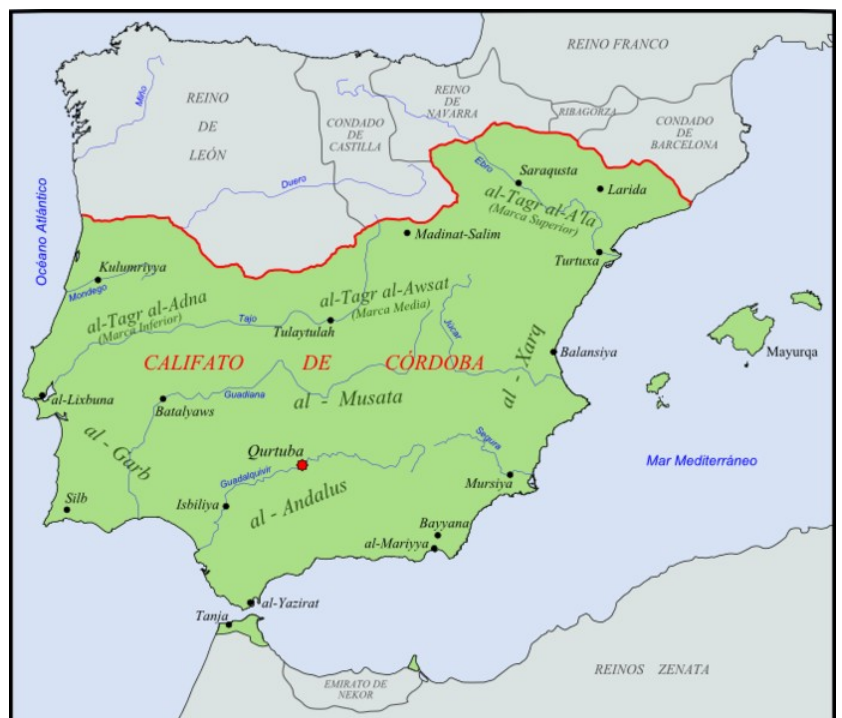 REINO FRANCO
REINO
DE
LEÓN
Miño
CONDADO
DE
CASTILLA
REINO
DE
NAVARRA
RIBAGORZA
CONDADO
DE
BARCELONA
Duero
Ebro
Saraqusta
Larida
al-Tagr al-A'la
(Marca Superior)
Océano Atlántico
Madinat-Salim
Turtuxa
Kulumriyya
Mondego
al-Tagr al-Adna
(Marca Inferior)
al-Tagr al-Awsat
(Marca Media)
Tajo
Tulaytulah
Júcar
CALIFATO DE CÓRDOBA
al - Xarq
Balansiya
Mayurqa
al-Lixbuna
Batalyaws
Guadiana
al - Musata
al - Garb
Qurtuba
Segura
Mar Mediterráneo
Guadalquivir
Mursiya
Silb
Isbiliya
al - Andalus
Bayyana
al-Mariyya
al-Yazirat
Tanja
EMIRATO DE
NEKOR
REINOS ZENATA